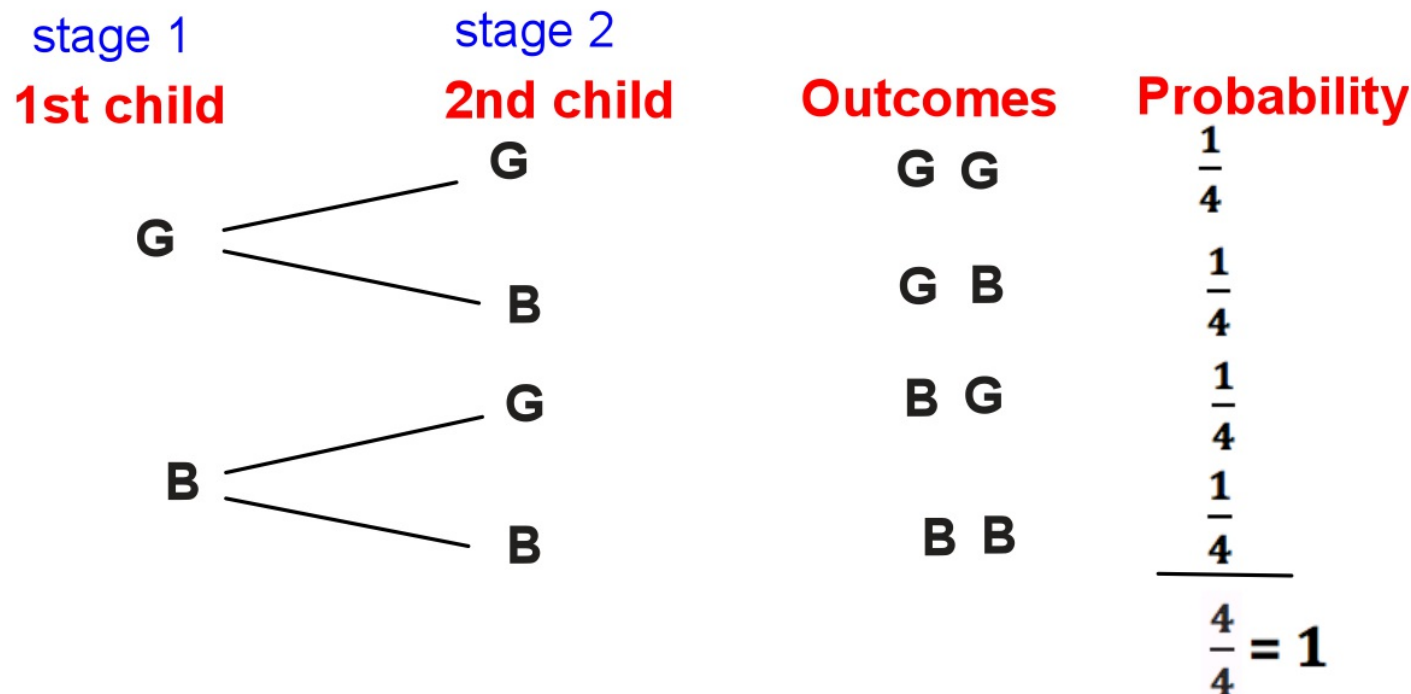 stage 1 stage 2
1st child 2nd child Outcomes Probability
G G G 1/4
G
B G B 1/4
G B G 1/4
B
B B B 1/4
4/4 = 1